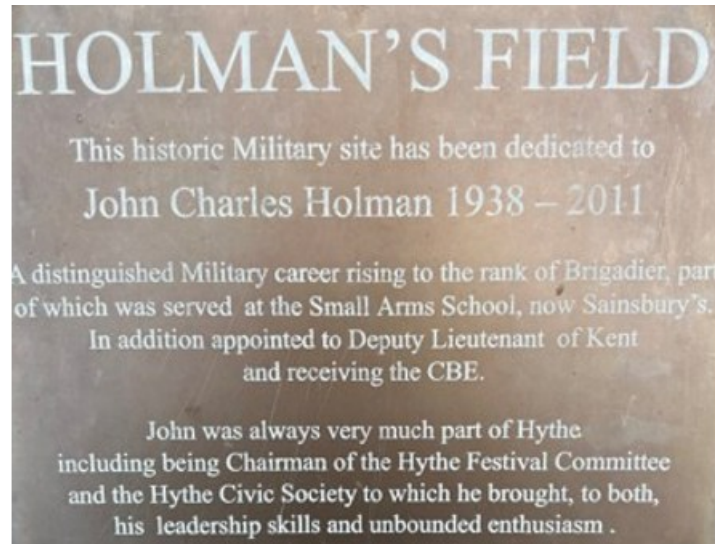 HOLMAN'S FIELD
This historic Military site has been dedicated to
John Charles Holman 1938 – 2011
A distinguished Military career rising to the rank of Brigadier, part
of which was served at the Small Arms School, now Sainsbury's.
In addition appointed to Deputy Lieutenant of Kent
and receiving the CBE.
John was always very much part of Hythe
including being Chairman of the Hythe Festival Committee
and the Hythe Civic Society to which he brought, to both,
his leadership skills and unbounded enthusiasm .